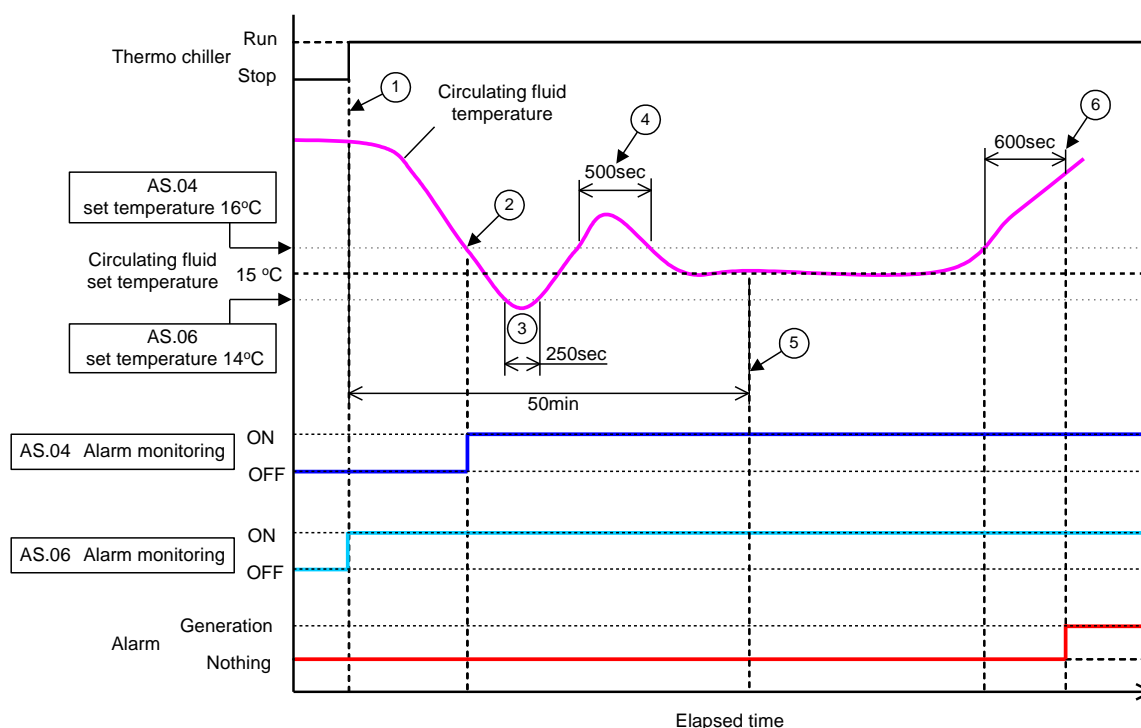 Run
Thermo chiller
Stop
1
Circulating fluid
temperature
4
6
600sec
500sec
AS.04
set temperature 16°C
2
Circulating fluid
set temperature
15 °C
AS.06
set temperature 14°C
3
5
250sec
50min
ON
AS.04 Alarm monitoring
OFF
ON
AS.06 Alarm monitoring
OFF
Generation
Alarm
Nothing
Elapsed time